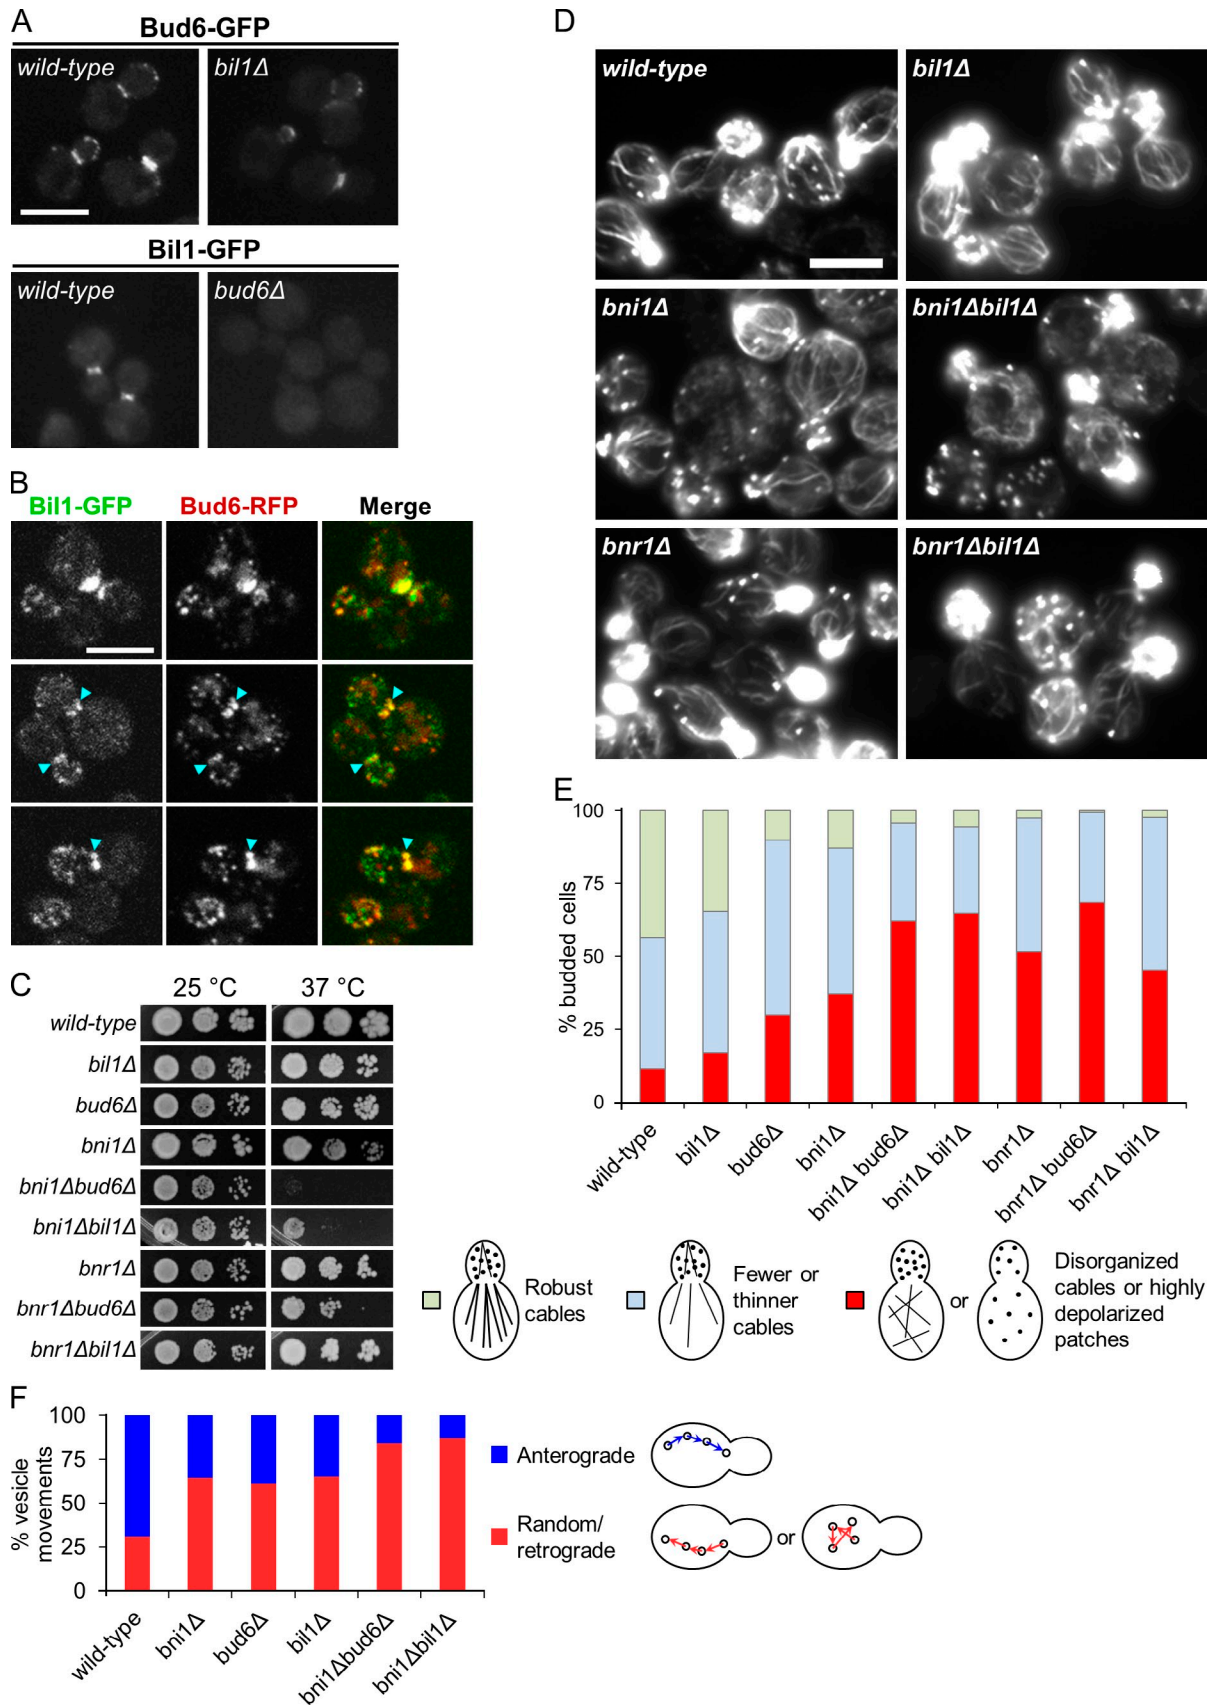 A
Bud6-GFP
wild-type
bil1Δ
Bil1-GFP
wild-type
bud6Δ
B
Bil1-GFP
Bud6-RFP
Merge
C
25 °C
37 °C
wild-type
bil1Δ
bud6Δ
bni1Δ
bni1Δbud6Δ
bni1Δbil1Δ
bnr1Δ
bnr1Δbud6Δ
bnr1Δbil1Δ
D
wild-type
bil1Δ
bni1Δ
bni1Δbil1Δ
bnr1Δ
bnr1Δbil1Δ
E
% budded cells
100
75
50
25
0
wild-type
bil1Δ
bud6Δ
bni1Δ
bni1Δ bud6Δ
bni1Δ bil1Δ
bnr1Δ
bnr1Δ bud6Δ
bnr1Δ bil1Δ
Robust
cables
Fewer or
thinner
cables
or
Disorganized
cables or highly
depolarized
patches
F
% vesicle
movements
100
75
50
25
0
wild-type
bni1Δ
bud6Δ
bil1Δ
bni1Δbud6Δ
bni1Δbil1Δ
Anterograde
Random/
retrograde
or